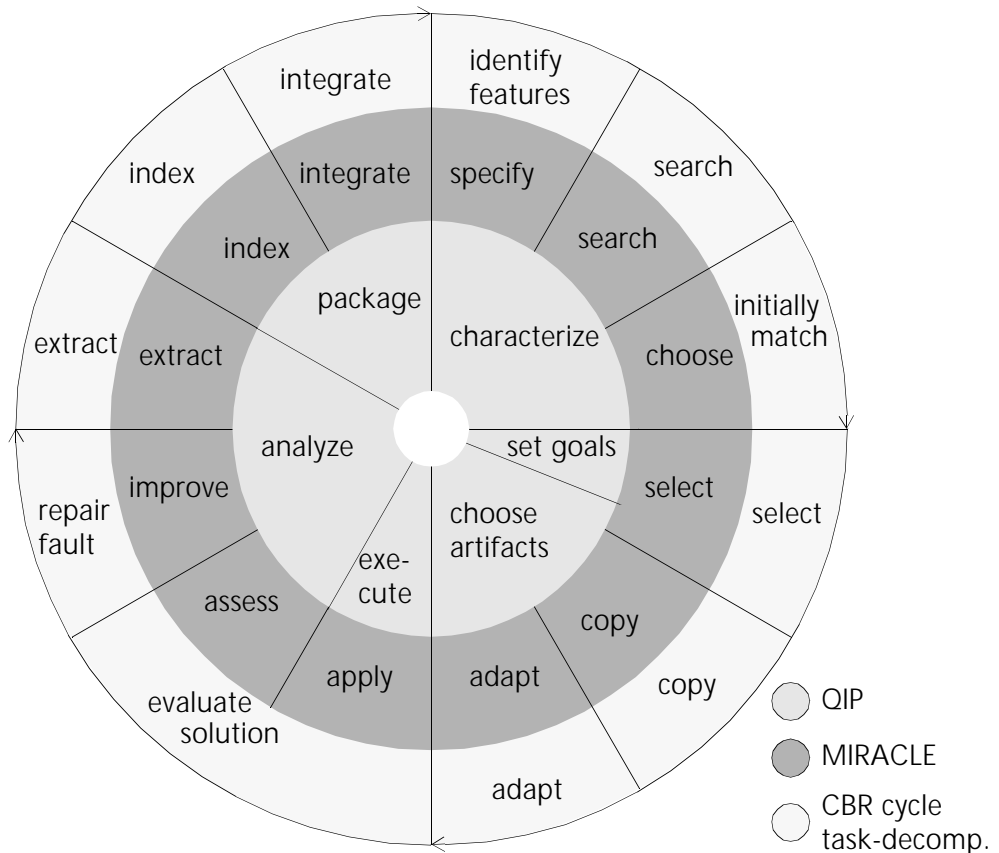 integrate
identify
features
search
initially
match
select
copy
adapt
evaluate
solution
repair
fault
extract
index
integrate
specify
search
choose
select
copy
adapt
apply
assess
improve
extract
index
package
characterize
set goals
choose
artifacts
exe-
cute
analyze
QIP
MIRACLE
CBR cycle
task-decomp.